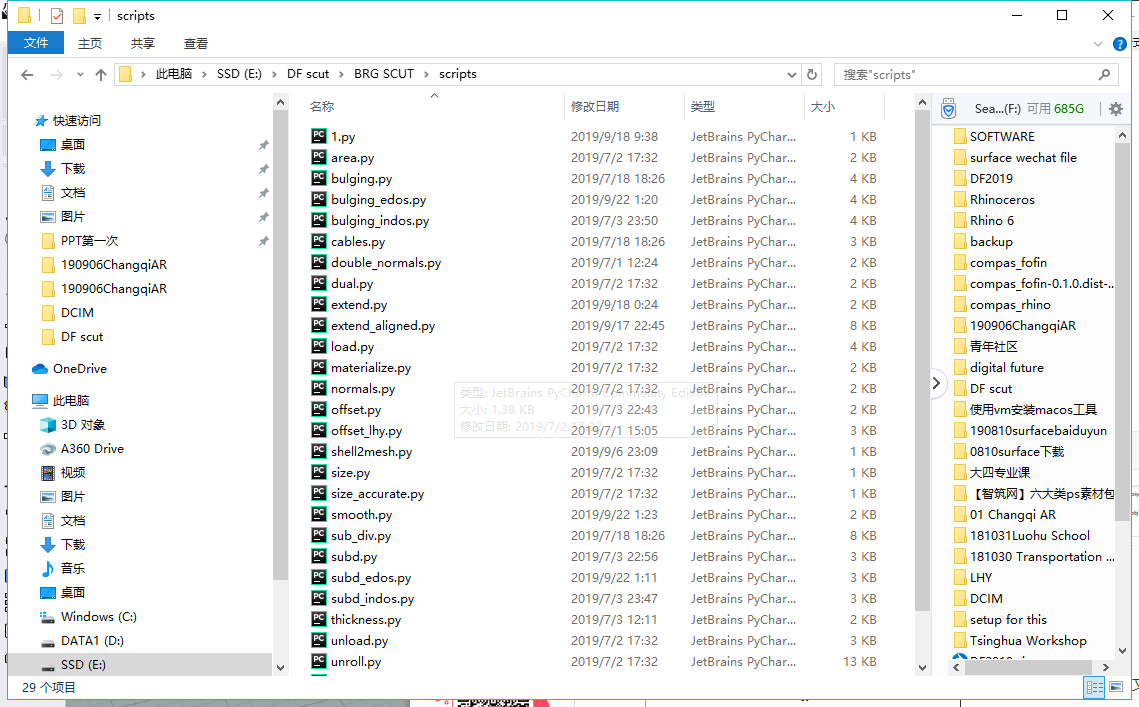 scripts
文件 主页 共享 查看
此电脑 › SSD (E:) › DF scut › BRG SCUT › scripts
搜索"scripts"
快速访问
桌面
下载
文档
图片
PPT第一次
190906ChangqiAR
190906ChangqiAR
DCIM
DF scut
OneDrive
此电脑
3D 对象
A360 Drive
视频
图片
文档
下载
音乐
桌面
Windows (C:)
DATA1 (D:)
SSD (E:)
名称 修改日期 类型 大小
1.py 2019/9/18 9:38 JetBrains PyChar... 1 KB
area.py 2019/7/2 17:32 JetBrains PyChar... 2 KB
bulging.py 2019/7/18 18:26 JetBrains PyChar... 4 KB
bulging_edos.py 2019/9/22 1:20 JetBrains PyChar... 4 KB
bulging_indos.py 2019/7/3 23:50 JetBrains PyChar... 4 KB
cables.py 2019/7/18 18:26 JetBrains PyChar... 3 KB
double_normals.py 2019/7/1 12:24 JetBrains PyChar... 2 KB
dual.py 2019/7/2 17:32 JetBrains PyChar... 2 KB
extend.py 2019/9/18 0:24 JetBrains PyChar... 2 KB
extend_aligned.py 2019/9/17 22:45 JetBrains PyChar... 8 KB
load.py 2019/7/2 17:32 JetBrains PyChar... 4 KB
materialize.py 2019/7/2 17:32 JetBrains PyChar... 2 KB
normals.py 2019/7/2 17:32 JetBrains PyChar... 2 KB
offset.py 2019/7/3 22:43 JetBrains PyChar... 2 KB
offset_lhy.py 2019/7/1 15:05 JetBrains PyChar... 3 KB
shell2mesh.py 2019/9/6 23:09 JetBrains PyChar... 1 KB
size.py 2019/7/2 17:32 JetBrains PyChar... 1 KB
size_accurate.py 2019/7/2 17:32 JetBrains PyChar... 1 KB
smooth.py 2019/9/22 1:23 JetBrains PyChar... 2 KB
sub_div.py 2019/7/18 18:26 JetBrains PyChar... 8 KB
subd.py 2019/7/3 22:56 JetBrains PyChar... 3 KB
subd_edos.py 2019/9/22 1:11 JetBrains PyChar... 3 KB
subd_indos.py 2019/7/3 23:47 JetBrains PyChar... 3 KB
thickness.py 2019/7/3 12:11 JetBrains PyChar... 2 KB
unload.py 2019/7/2 17:32 JetBrains PyChar... 3 KB
unroll.py 2019/7/2 17:32 JetBrains PyChar... 13 KB
类型: JetBrains PyCharm Community Edition
大小: 1.38 KB
修改日期: 2019/7/2 17:32
Sea...(F:) 可用 685G
SOFTWARE
surface wechat file
DF2019
Rhinoceros
Rhino 6
backup
compas_fofin
compas_fofin-0.1.0.dist-...
compas_rhino
190906ChangqiAR
青年社区
digital future
DF scut
使用vm安装macos工具
190810surfacebaiduyun
0810surface下载
大四专业课
【智筑网】六大类ps素材包
01 Changqi AR
181031Luohu School
181030 Transportation ...
LHY
DCIM
setup for this
Tsinghua Workshop
29 个项目